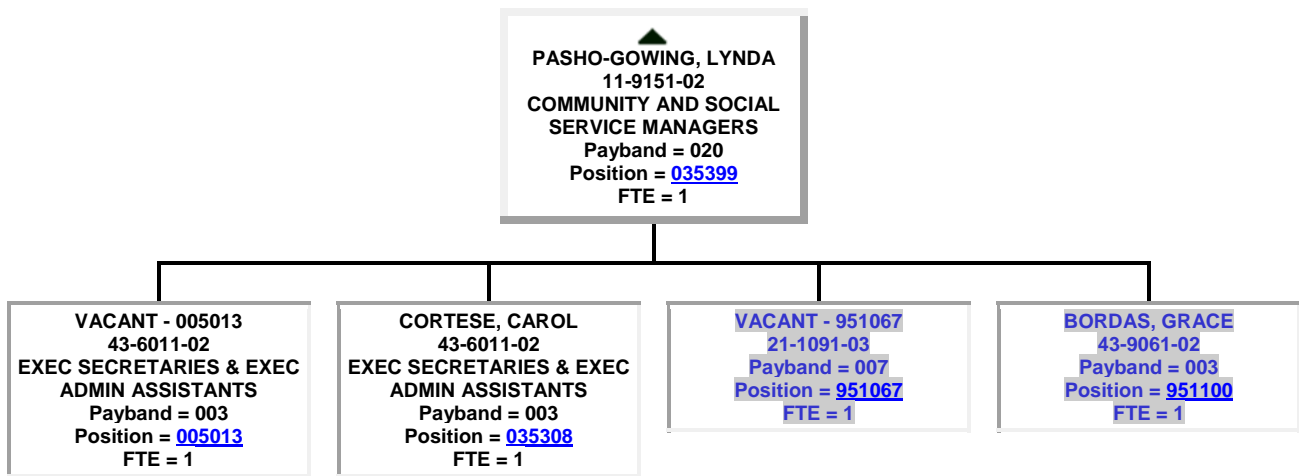 PASHO-GOWING, LYNDA
11-9151-02
COMMUNITY AND SOCIAL
SERVICE MANAGERS
Payband = 020
Position = 035399
FTE = 1
VACANT - 005013
43-6011-02
EXEC SECRETARIES & EXEC
ADMIN ASSISTANTS
Payband = 003
Position = 005013
FTE = 1
CORTESE, CAROL
43-6011-02
EXEC SECRETARIES & EXEC
ADMIN ASSISTANTS
Payband = 003
Position = 035308
FTE = 1
VACANT - 951067
21-1091-03
Payband = 007
Position = 951067
FTE = 1
BORDAS, GRACE
43-9061-02
Payband = 003
Position = 951100
FTE = 1